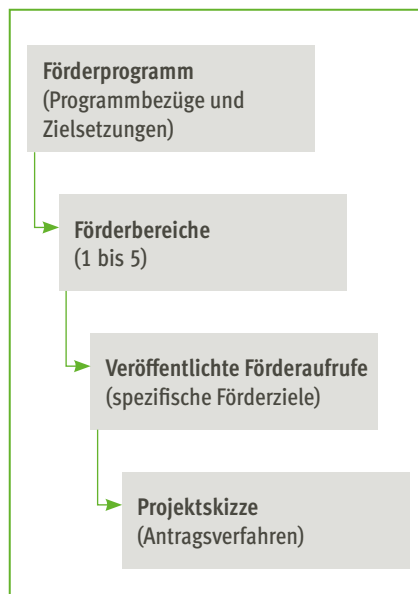 Förderprogramm
(Programmbezüge und
Zielsetzungen)
Förderbereiche
(1 bis 5)
Veröffentlichte Förderaufrufe
(spezifische Förderziele)
Projektskizze
(Antragsverfahren)